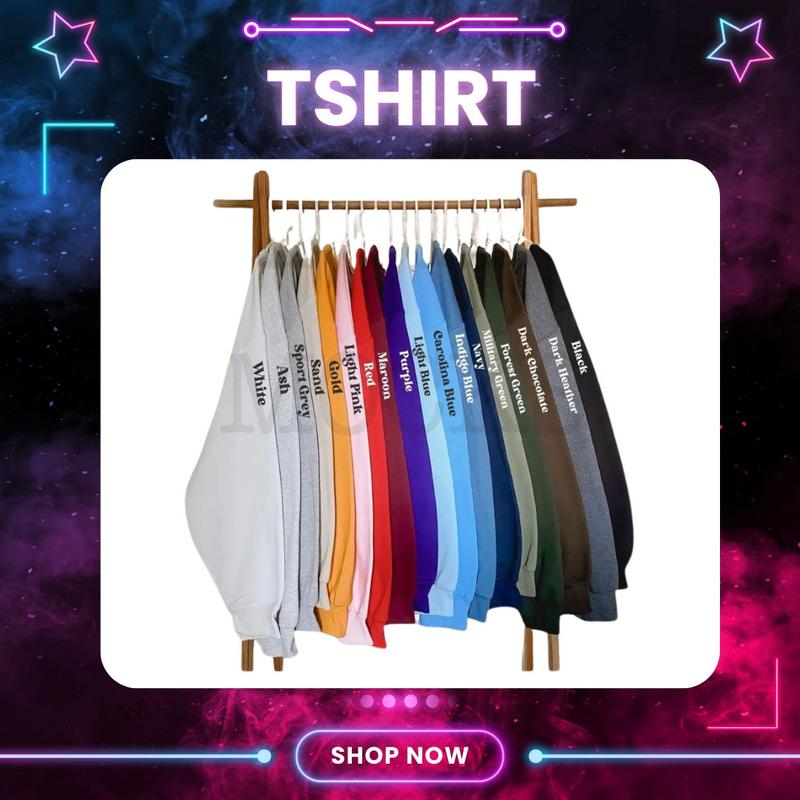 TSHIRT
White
Ash
Sport Grey
Sand
Gold
Light Pink
Red
Maroon
Purple
Light Blue
Carolina Blue
Indigo Blue
Navy
Military Green
Forest Green
Dark Chocolate
Dark Heather
Black
SHOP NOW